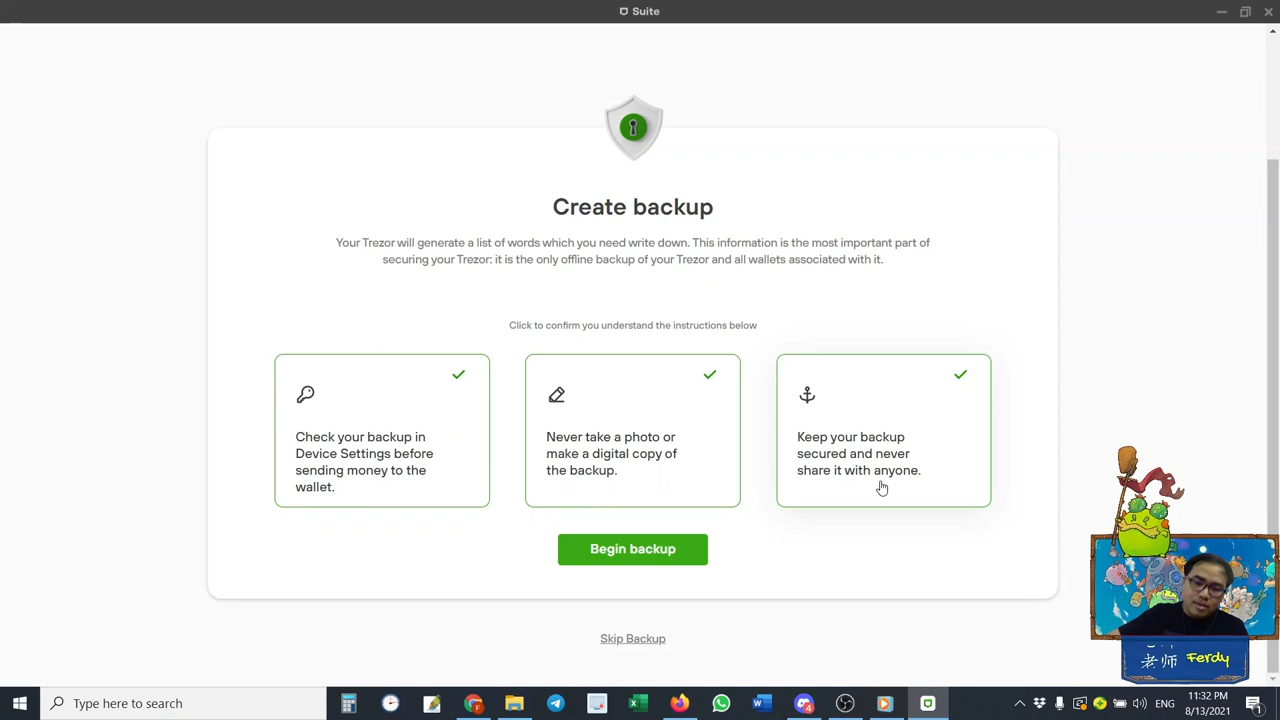 Suite
Create backup
Your Trezor will generate a list of words which you need write down. This information is the most important part of
securing your Trezor: it is the only offline backup of your Trezor and all wallets associated with it.
Click to confirm you understand the instructions below
Check your backup in
Device Settings before
sending money to the
wallet.
Never take a photo or
make a digital copy of
the backup.
Keep your backup
secured and never
share it with anyone.
Begin backup
Skip Backup
老师 Ferdy
Type here to search
ENG
11:32 PM
8/13/2021